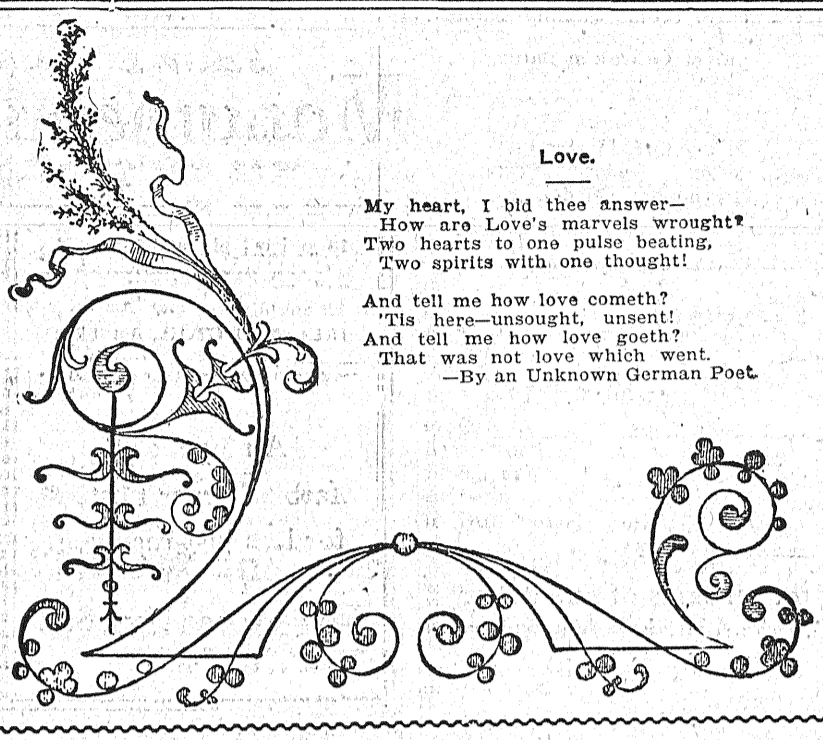 Love.
My heart, I bid thee answer—
How are Love's marvels wrought?
Two hearts to one pulse beating,
Two spirits with one thought!
And tell me how love cometh?
'Tis here—unsought, unsent!
And tell me how love goeth?
That was not love which went.
—By an Unknown German Poet.